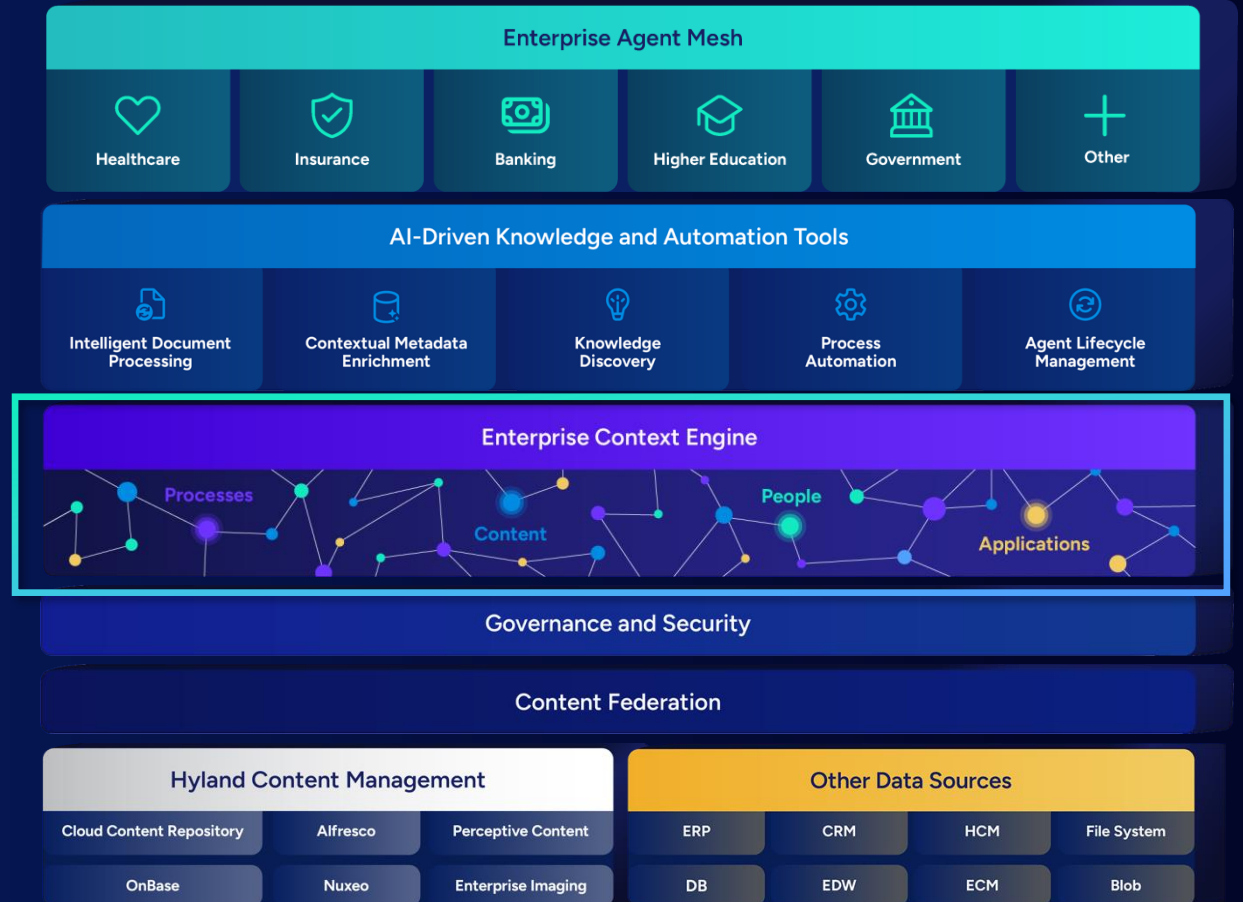 Enterprise Agent Mesh
Healthcare
Insurance
Banking
Higher Education
Government
Other
AI-Driven Knowledge and Automation Tools
Intelligent Document
Processing
Contextual Metadata
Enrichment
Knowledge
Discovery
Process
Automation
Agent Lifecycle
Management
Enterprise Context Engine
Processes
Content
People
Applications
Governance and Security
Content Federation
Hyland Content Management
Other Data Sources
Cloud Content Repository
Alfresco
Perceptive Content
ERP
CRM
HCM
File System
OnBase
Nuxeo
Enterprise Imaging
DB
EDW
ECM
Blob